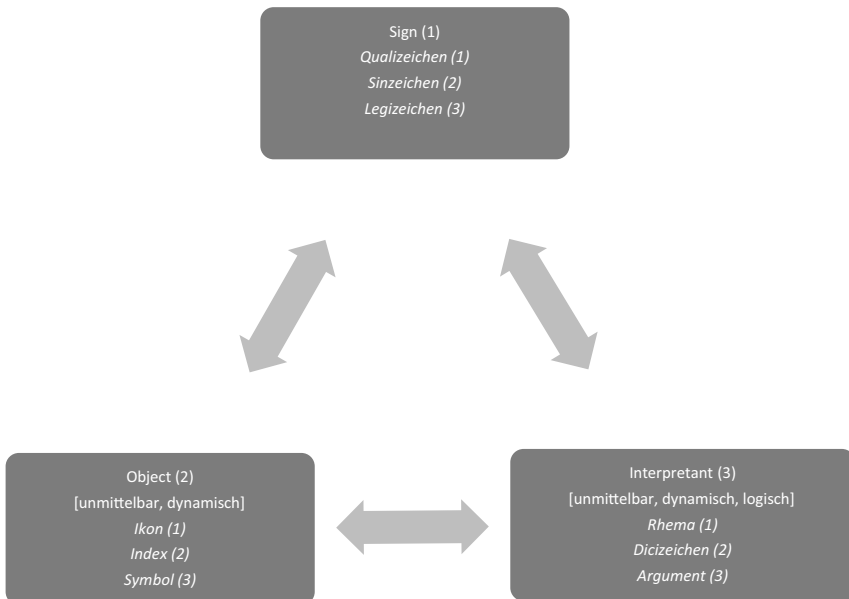 Sign (1)
Qualizeichen (1)
Sinzeichen (2)
Legizeichen (3)
Object (2)
[unmittelbar, dynamisch]
Ikon (1)
Index (2)
Symbol (3)
Interpretant (3)
[unmittelbar, dynamisch, logisch]
Rhema (1)
Dicizeichen (2)
Argument (3)